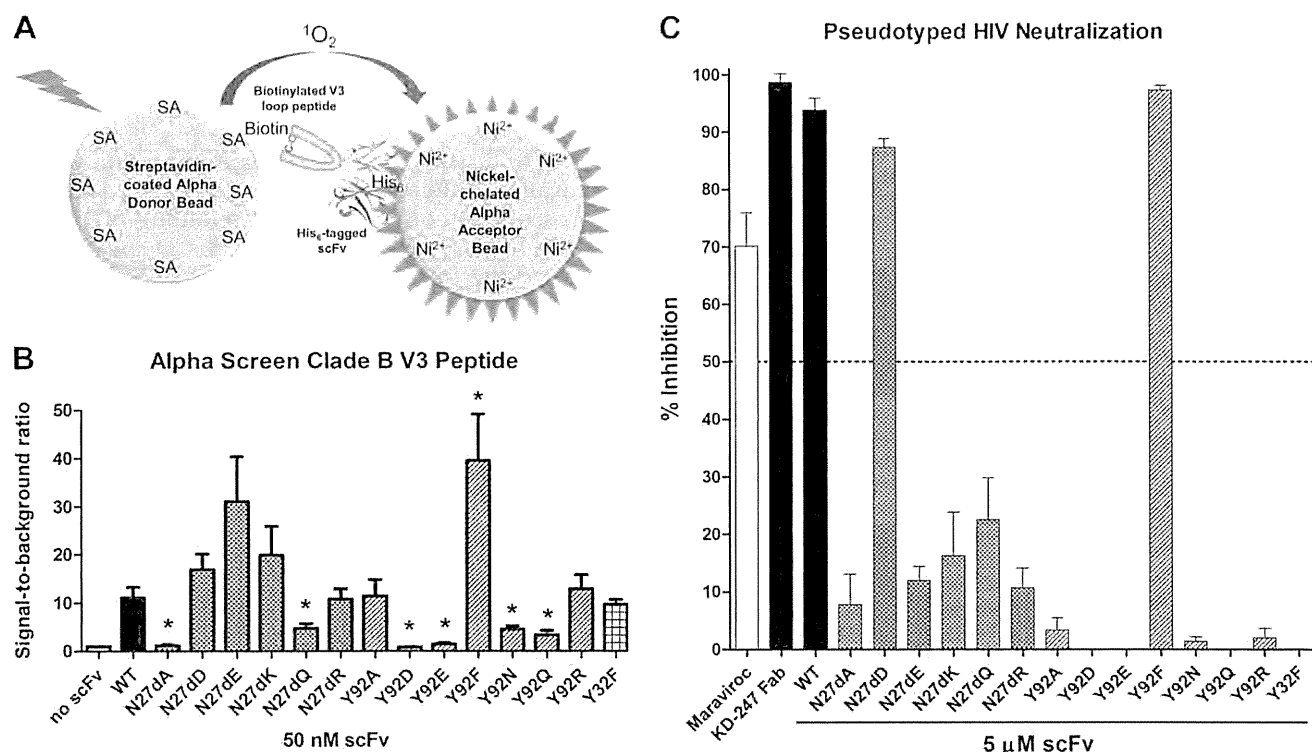 A
¹O₂
Biotinylated V3
loop peptide
SA
SA
SA
SA
SA
SA
SA
SA
Streptavidin-
coated Alpha
Donor Bead
Biotin
His₆
His₆-tagged
scFv
Ni²⁺
Ni²⁺
Ni²⁺
Ni²⁺
Ni²⁺
Ni²⁺
Nickel-
chelated
Alpha
Acceptor
Bead
B
Alpha Screen Clade B V3 Peptide
Signal-to-background ratio
50
40
30
20
10
0
*
*
*
*
*
*
*
no scFv
WT
N27dA
N27dD
N27dE
N27dK
N27dQ
N27dR
Y92A
Y92D
Y92E
Y92F
Y92N
Y92Q
Y92R
Y32F
50 nM scFv
C
Pseudotyped HIV Neutralization
% Inhibition
100
90
80
70
60
50
40
30
20
10
0
Maraviroc
KD-247 Fab
WT
N27dA
N27dD
N27dE
N27dK
N27dQ
N27dR
Y92A
Y92D
Y92E
Y92F
Y92N
Y92Q
Y92R
Y32F
5 µM scFv